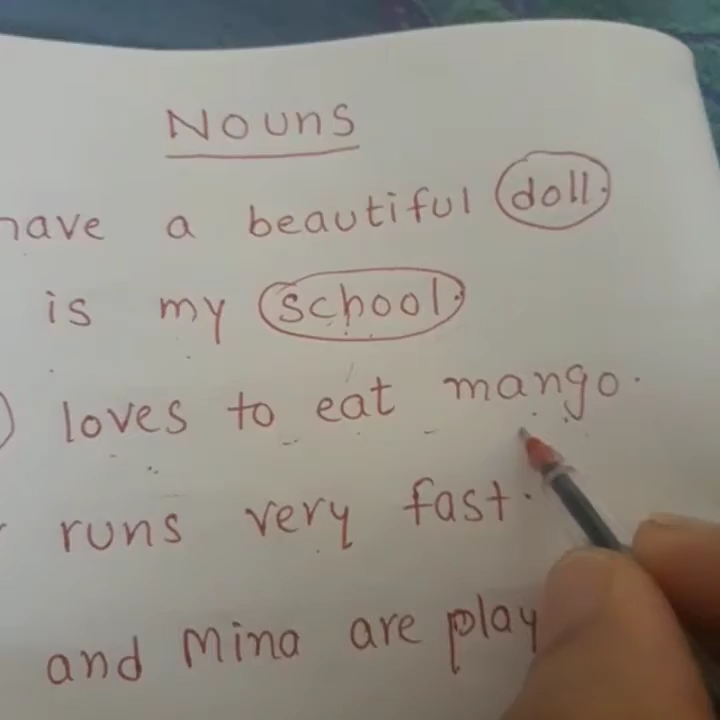 Nouns
have a beautiful doll.
is my school.
loves to eat mango.
runs very fast.
and Mina are play